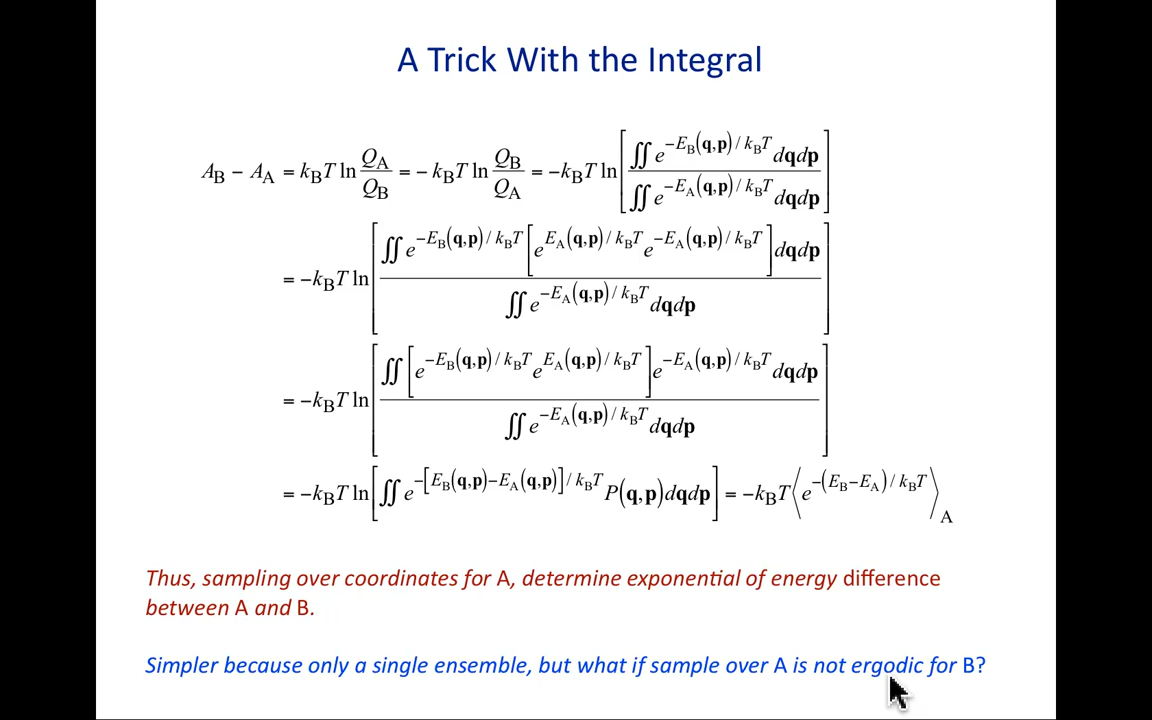 A Trick With the Integral
A_B − A_A = k_BT ln Q_A/Q_B = − k_BT ln Q_B/Q_A = −k_BT ln[∬e^{−E_B(q,p)/k_BT}dqdp / ∬e^{−E_A(q,p)/k_BT}dqdp]
= −k_BT ln[∬e^{−E_B(q,p)/k_BT}[e^{E_A(q,p)/k_BT}e^{−E_A(q,p)/k_BT}]dqdp / ∬e^{−E_A(q,p)/k_BT}dqdp]
= −k_BT ln[∬[e^{−E_B(q,p)/k_BT}e^{E_A(q,p)/k_BT}]e^{−E_A(q,p)/k_BT}dqdp / ∬e^{−E_A(q,p)/k_BT}dqdp]
= −k_BT ln[∬e^{−[E_B(q,p)−E_A(q,p)]/k_BT}P(q,p)dqdp] = −k_BT⟨e^{−(E_B−E_A)/k_BT}⟩_A
Thus, sampling over coordinates for A, determine exponential of energy difference
between A and B.
Simpler because only a single ensemble, but what if sample over A is not ergodic for B?